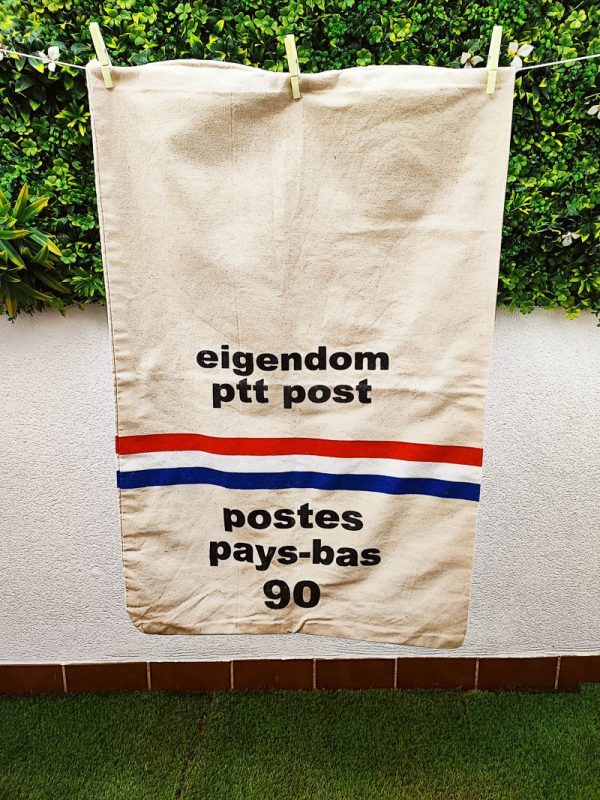 eigendom
ptt post
postes
pays-bas
90